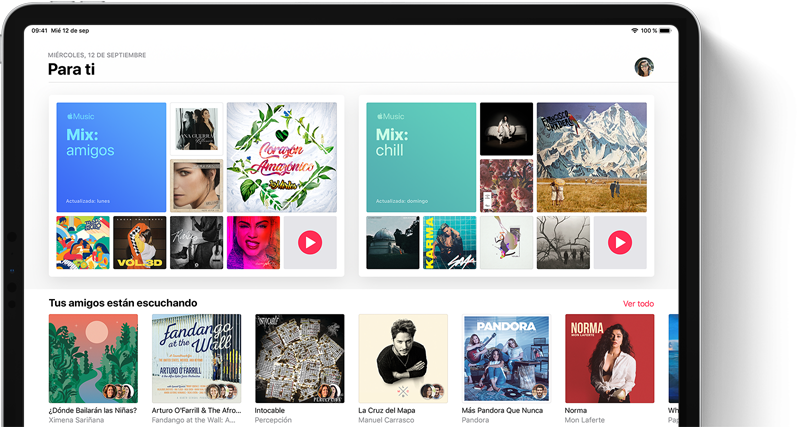 09:41 Mié 12 de sep
100 %
MIÉRCOLES, 12 DE SEPTIEMBRE
Para ti
Music
Mix:
amigos
Actualizada: lunes
Corazón
Amazónico
VOL.3D
Music
Mix:
chill
Actualizada: domingo
KARMA
Tus amigos están escuchando
Ver todo
Fandango
at the Wall
ARTURO O'FARRILL
INTOCABLE
PERCEPCIÓN
PANDORA
NORMA
MON LAFERTE
¿Dónde Bailarán las Niñas?
Ximena Sariñana
Arturo O'Farrill & The Afro...
Fandango at the Wall: A...
Intocable
Percepción
La Cruz del Mapa
Manuel Carrasco
Más Pandora Que Nunca
Pandora
Norma
Mon Laferte
Wh
Pa